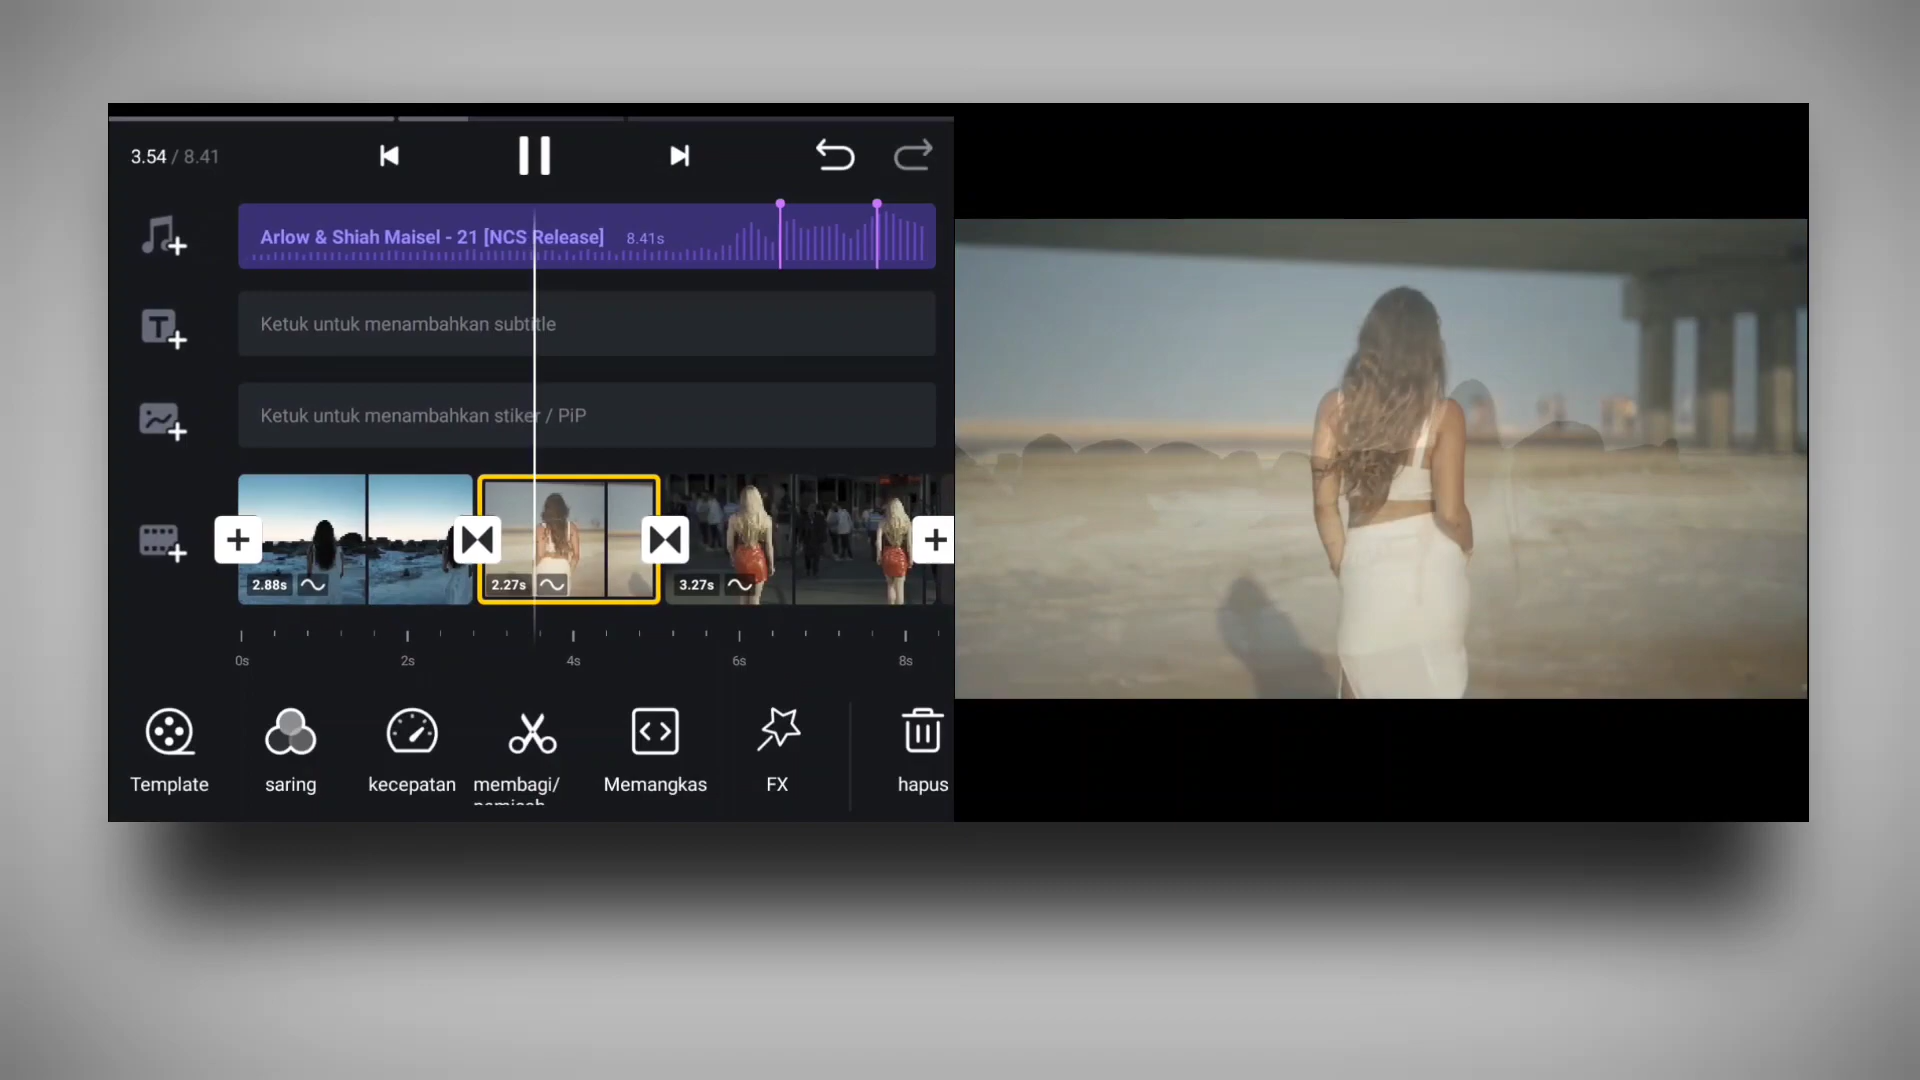 3.54 / 8.41
Arlow & Shiah Maisel - 21 [NCS Release] 8.41s
Ketuk untuk menambahkan subtitle
Ketuk untuk menambahkan stiker / PiP
2.88s
2.27s
3.27s
0s 2s 4s 6s 8s
Template
saring
kecepatan
membagi/
Memangkas
FX
hapus